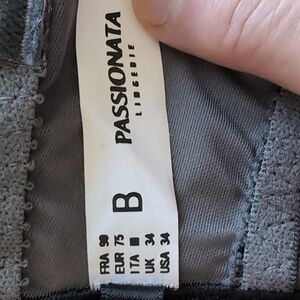 PASSIONATA
LINGERIE
B
FRA 90
EUR 75
ITA
UK 34
USA 34